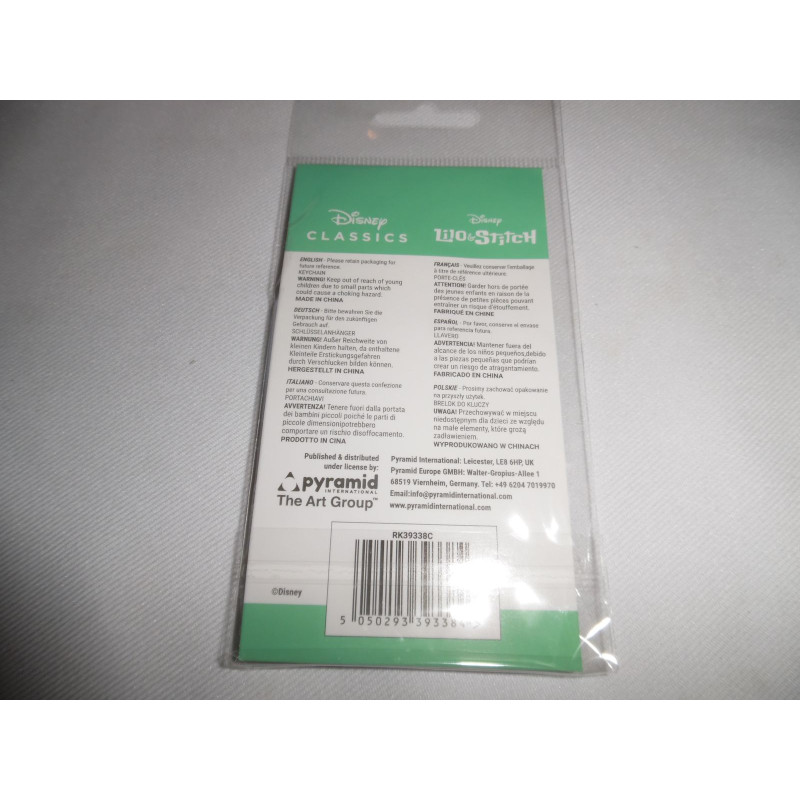 Disney
CLASSICS
Disney
Lilo & Stitch
ENGLISH - Please retain packaging for
future reference.
KEYCHAIN
WARNING! Keep out of reach of young
children due to small parts which
could cause a choking hazard.
MADE IN CHINA
DEUTSCH - Bitte bewahren Sie die
Verpackung für den zukünftigen
Gebrauch auf.
SCHLÜSSELANHÄNGER
WARNING! Außer Reichweite von
kleinen Kindern halten, da enthaltene
Kleinteile Erstickungsgefahren
durch Verschlucken bilden können.
HERGESTELLT IN CHINA
ITALIANO - Conservare questa confezione
per una consultazione futura.
PORTACHIAVI
AVVERTENZA! Tenere fuori dalla portata
dei bambini piccoli poiché le parti di
piccole dimensionipotrebbero
comportare un rischio disoffocamento.
PRODOTTO IN CINA
FRANÇAIS - Veuillez conserver l'emballage
à titre de référence ultérieure.
PORTE-CLÉS
ATTENTION! Garder hors de portée
des jeunes enfants en raison de la
présence de petites pièces pouvant
entraîner un risque d'étouffement.
FABRIQUÉ EN CHINE
ESPAÑOL - Por favor, conserve el envase
para referencia futura.
LLAVERO
ADVERTENCIA! Mantener fuera del
alcance de los niños pequeños,debido
a las piezas pequeñas que podrían
crear un riesgo de atragantamiento.
FABRICADO EN CHINA
POLSKIE - Prosimy zachować opakowanie
na przyszły użytek.
BRELSK DO KLUCZY
UWAGA! Przechowywać w miejscu
niedostępnym dla dzieci ze względu
na małe elementy, które grożą
zadławieniem.
WYPRODUKOWANO W CHINACH
Published & distributed
under license by:
pyramid
INTERNATIONAL
The Art Group™
Pyramid International: Leicester, LE8 6HP, UK
Pyramid Europe GMBH: Walter-Gropius-Allee 1
68519 Viernheim, Germany. Tel: +49 6204 7019970
Email:info@pyramidinternational.com
www.pyramidinternational.com
RK39338C
©Disney
5 050293 39338